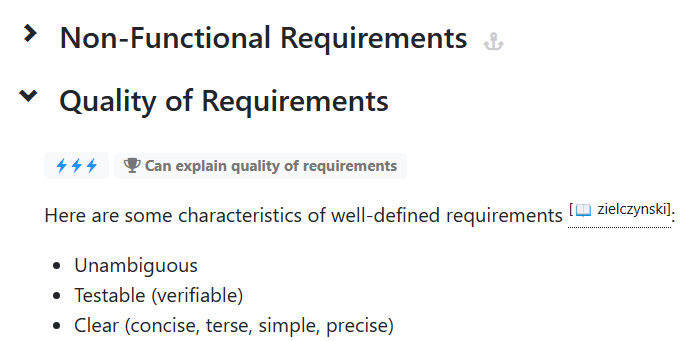 Non-Functional Requirements
Quality of Requirements
Can explain quality of requirements
Here are some characteristics of well-defined requirements [📖 zielczynski]:
Unambiguous
Testable (verifiable)
Clear (concise, terse, simple, precise)